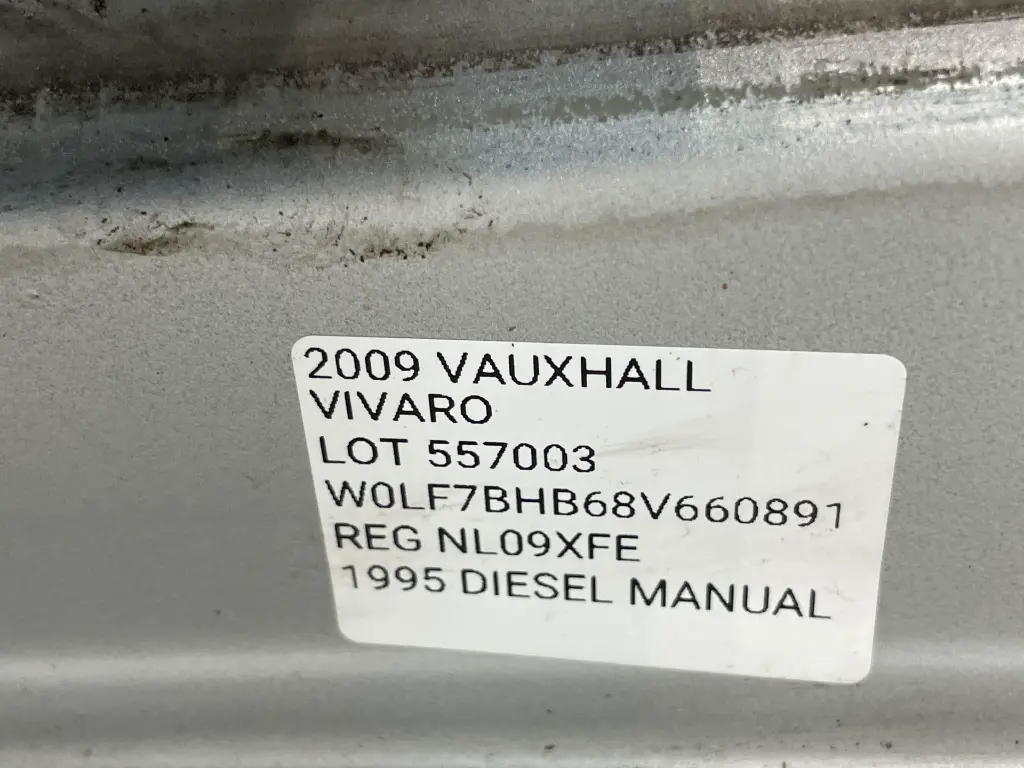 2009 VAUXHALL
VIVARO
LOT 557003
W0LF7BHB68V660891
REG NL09XFE
1995 DIESEL MANUAL